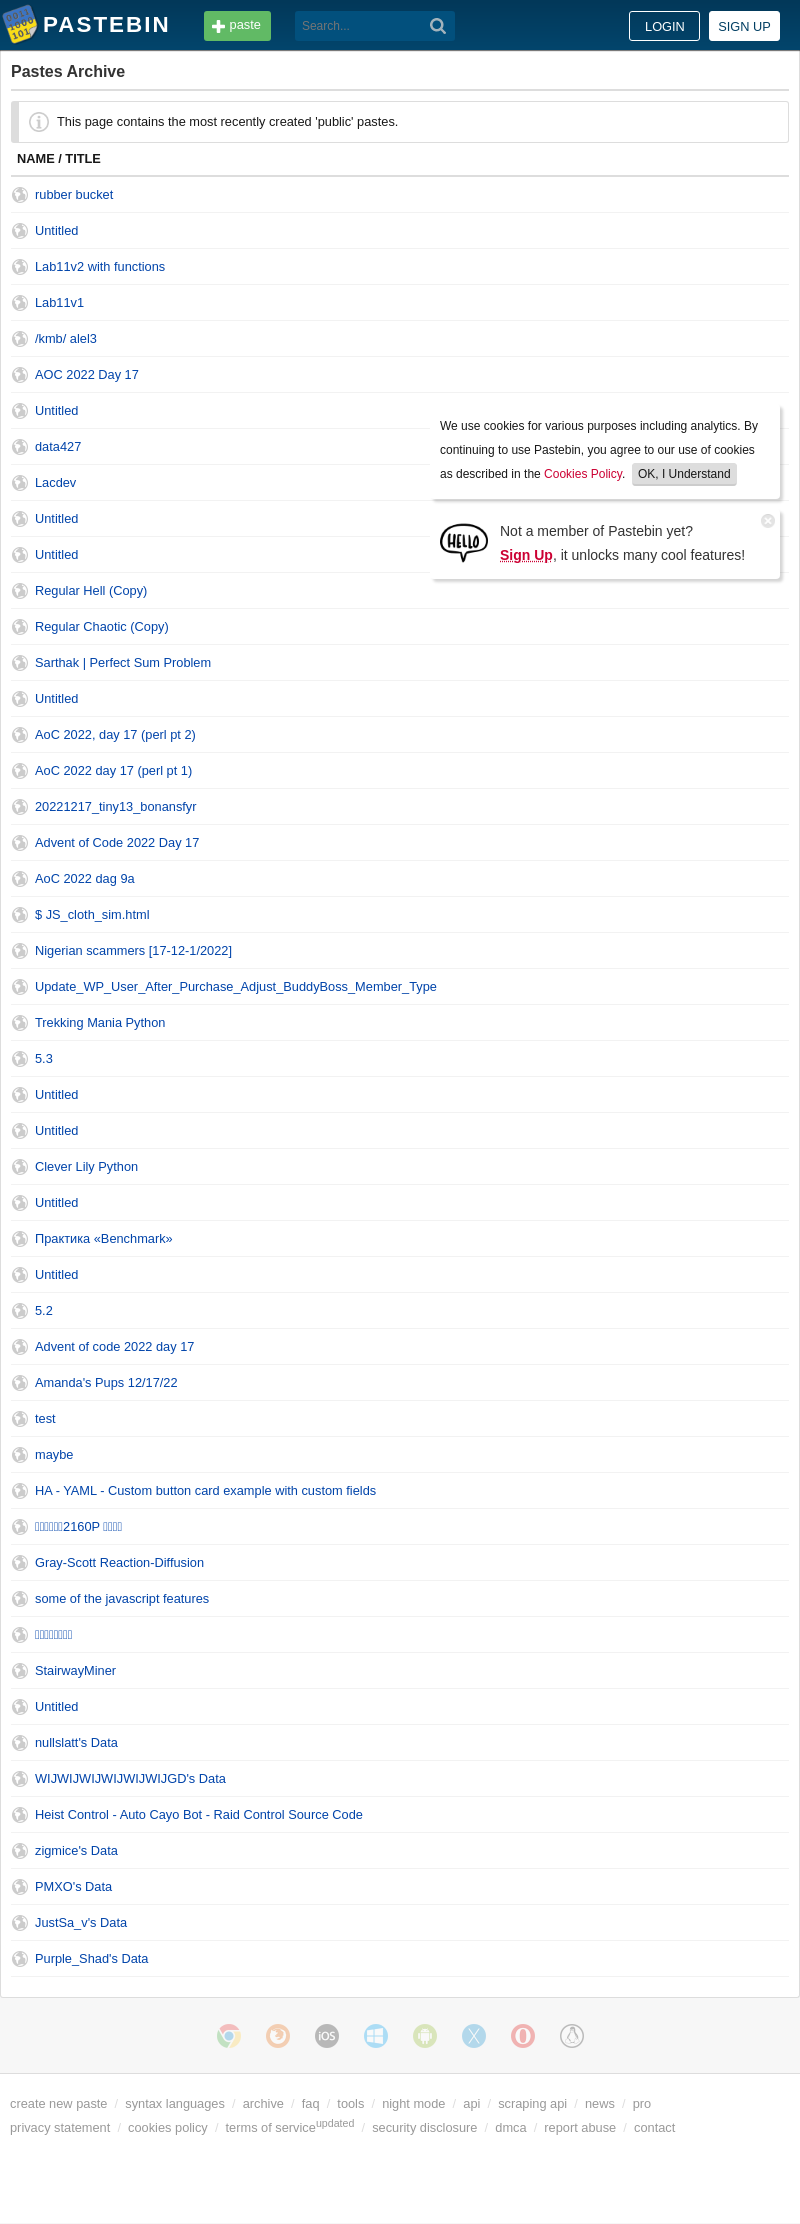 PASTEBIN
paste
Search...
LOGIN
SIGN UP
Pastes Archive
This page contains the most recently created 'public' pastes.
NAME / TITLE
rubber bucket
Untitled
Lab11v2 with functions
Lab11v1
/kmb/ alel3
AOC 2022 Day 17
Untitled
data427
Lacdev
Untitled
Untitled
We use cookies for various purposes including analytics. By
continuing to use Pastebin, you agree to our use of cookies
as described in the Cookies Policy. OK, I Understand
HELLO
Not a member of Pastebin yet?
Sign Up, it unlocks many cool features!
Regular Hell (Copy)
Regular Chaotic (Copy)
Sarthak | Perfect Sum Problem
Untitled
AoC 2022, day 17 (perl pt 2)
AoC 2022 day 17 (perl pt 1)
20221217_tiny13_bonansfyr
Advent of Code 2022 Day 17
AoC 2022 dag 9a
$ JS_cloth_sim.html
Nigerian scammers [17-12-1/2022]
Update_WP_User_After_Purchase_Adjust_BuddyBoss_Member_Type
Trekking Mania Python
5.3
Untitled
Untitled
Clever Lily Python
Untitled
Практика «Benchmark»
Untitled
5.2
Advent of code 2022 day 17
Amanda's Pups 12/17/22
test
maybe
HA - YAML - Custom button card example with custom fields
2160P
Gray-Scott Reaction-Diffusion
some of the javascript features
StairwayMiner
Untitled
nullslatt's Data
WIJWIJWIJWIJWIJWIJGD's Data
Heist Control - Auto Cayo Bot - Raid Control Source Code
zigmice's Data
PMXO's Data
JustSa_v's Data
Purple_Shad's Data
iOS
create new paste / syntax languages / archive / faq / tools / night mode / api / scraping api / news / pro
privacy statement / cookies policy / terms of service updated / security disclosure / dmca / report abuse / contact